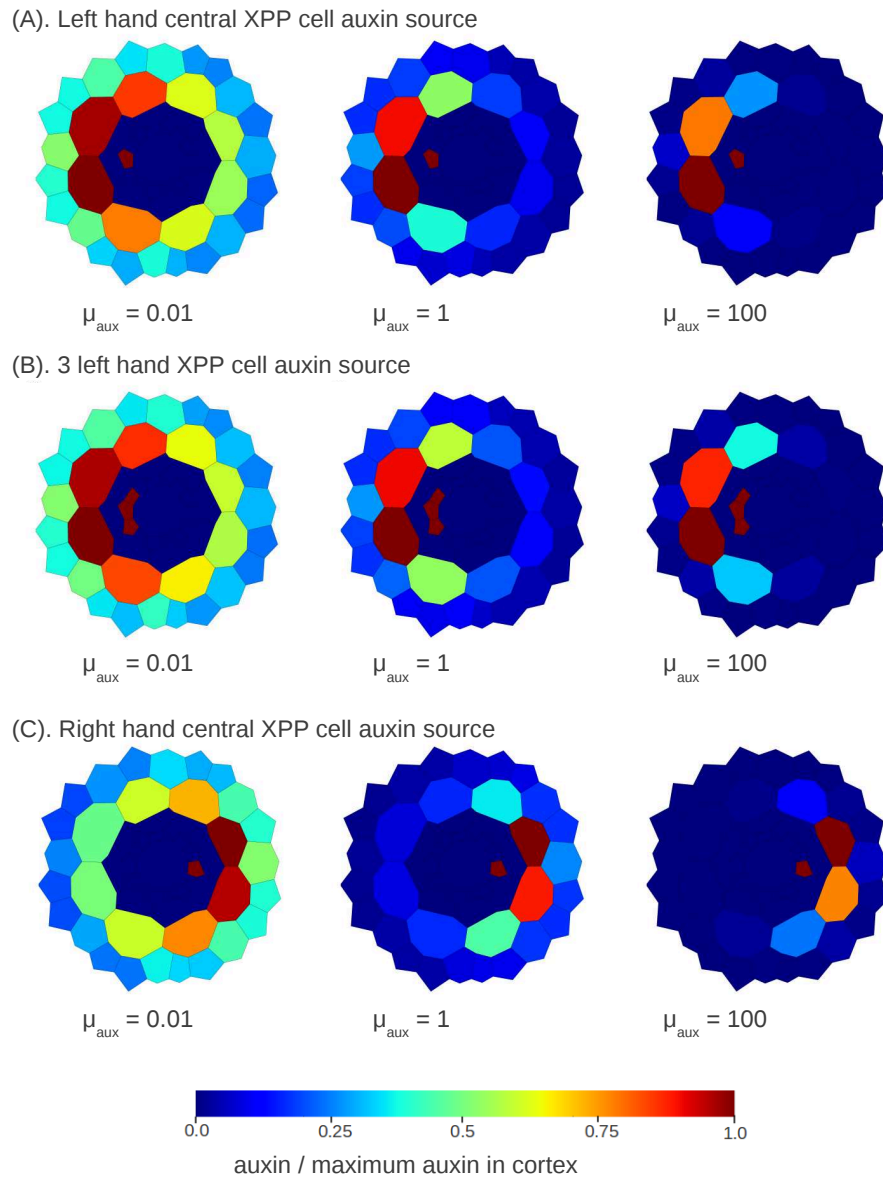 (A). Left hand central XPP cell auxin source
μaux = 0.01 μaux = 1 μaux = 100
(B). 3 left hand XPP cell auxin source
μaux = 0.01 μaux = 1 μaux = 100
(C). Right hand central XPP cell auxin source
μaux = 0.01 μaux = 1 μaux = 100
0.0 0.25 0.5 0.75 1.0
auxin / maximum auxin in cortex